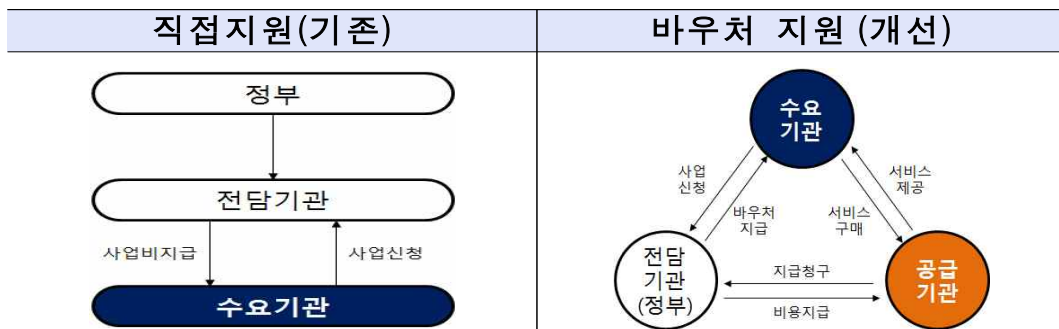 직접지원(기존)
바우처 지원 (개선)
정부
전담기관
사업비지급
사업신청
수요기관
수요
기관
사업
신청
바우처
지급
서비스
구매
서비스
제공
전담
기관
(정부)
지급청구
비용지급
공급
기관